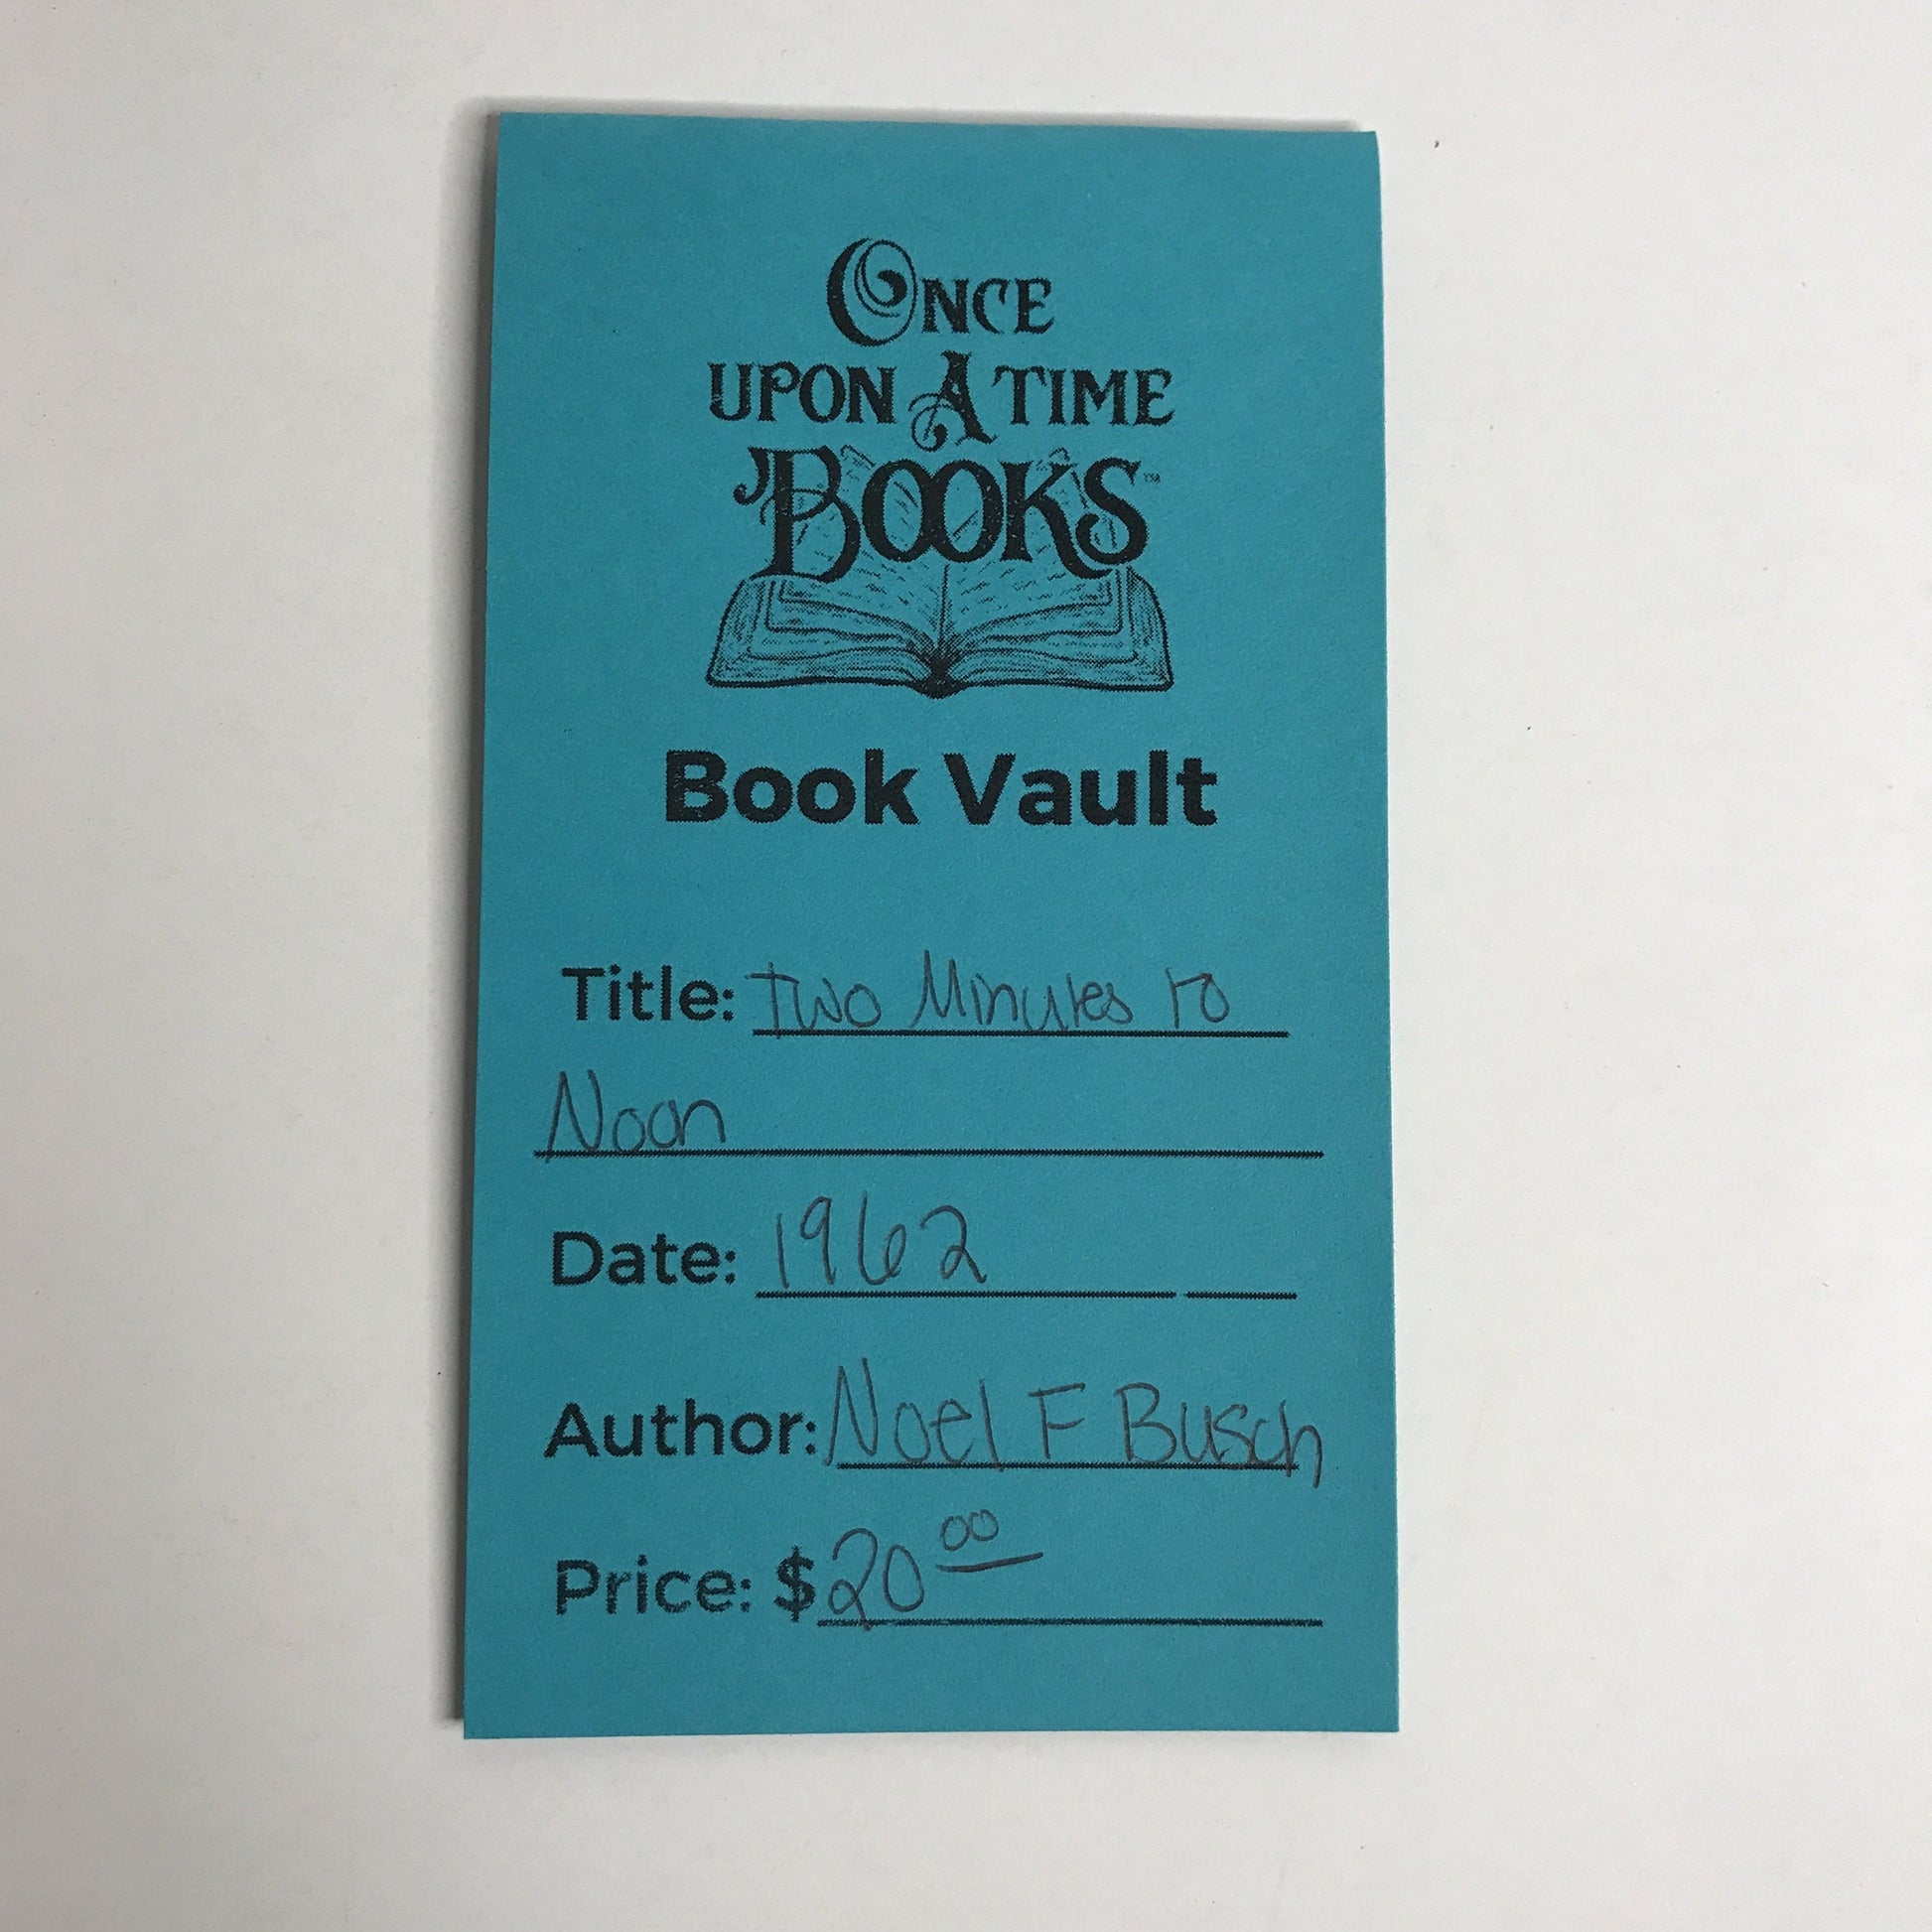 ONCE
UPON A TIME
BOOKS™
Book Vault
Title: Two Minutes to
Noon
Date: 1962
Author: Noel F Busch
Price: $20 00